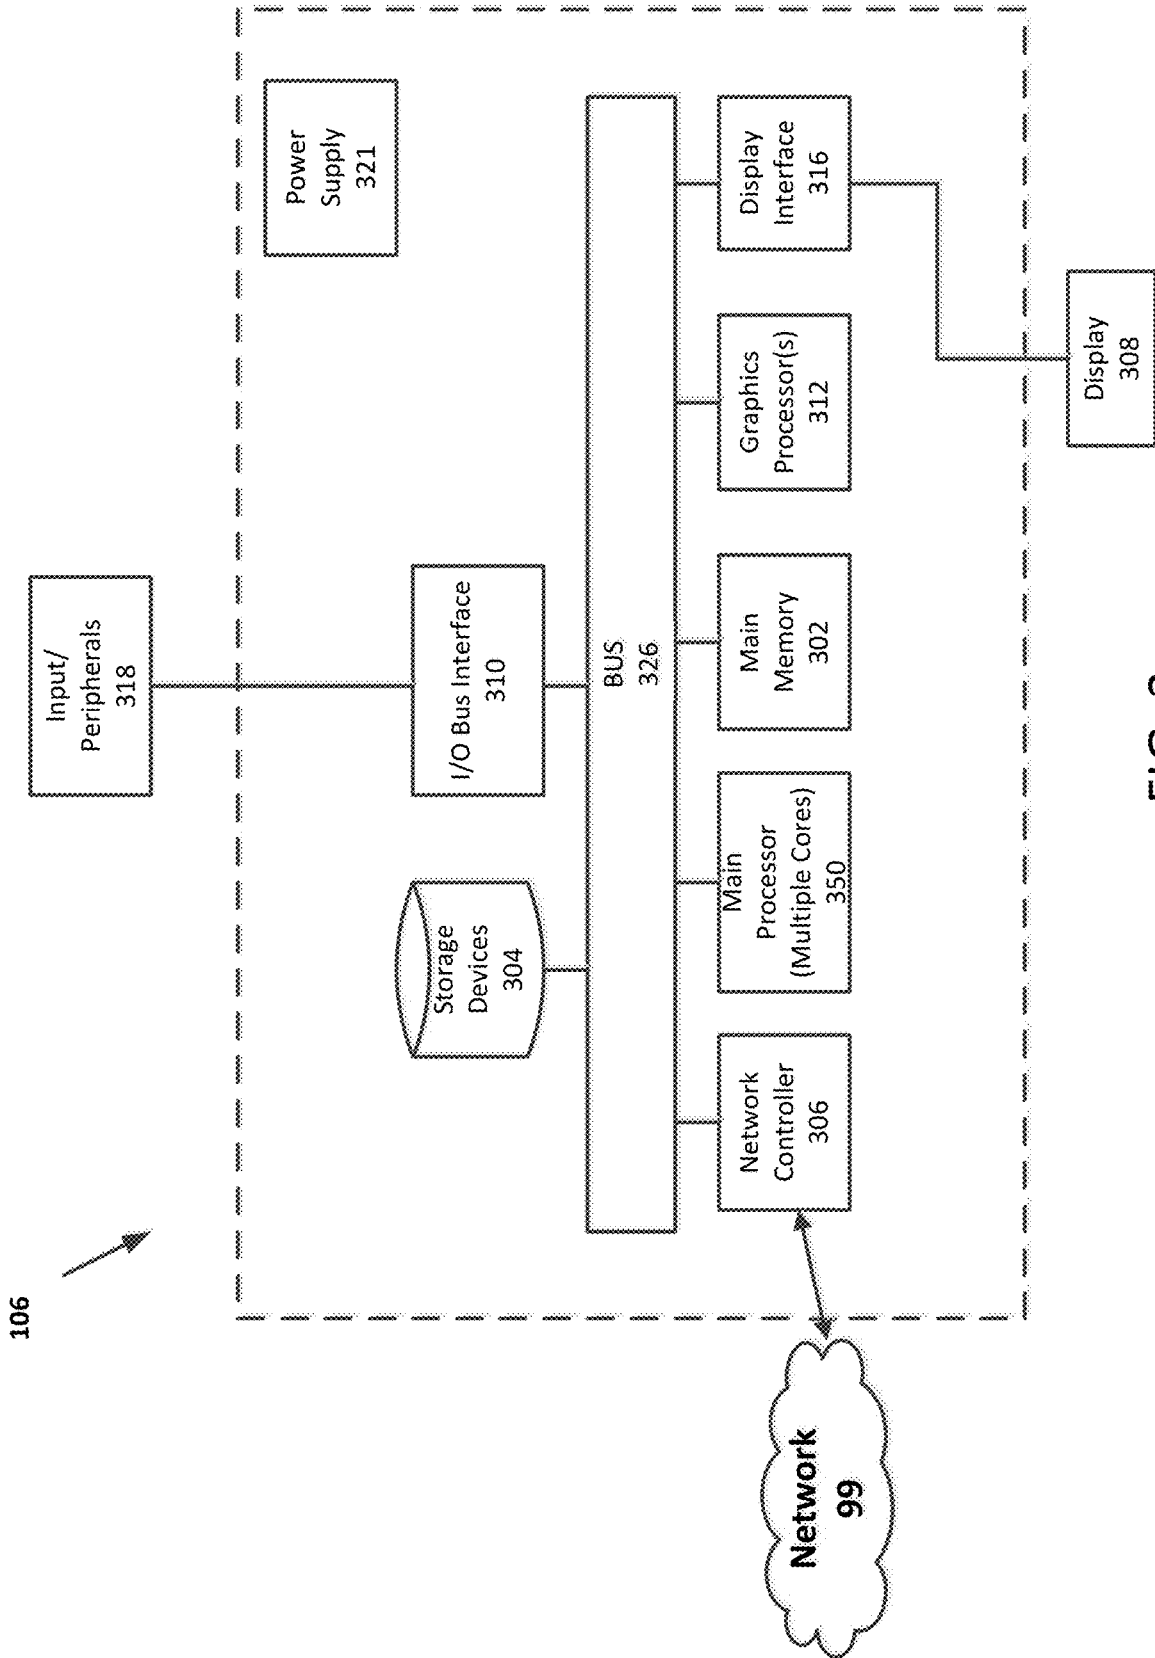 106
Input/
Peripherals
318
Power
Supply
321
Storage
Devices
304
I/O Bus Interface
310
BUS
326
Network
99
Network
Controller
306
Main
Processor
(Multiple Cores)
350
Main
Memory
302
Graphics
Processor(s)
312
Display
Interface
316
Display
308
FIG.